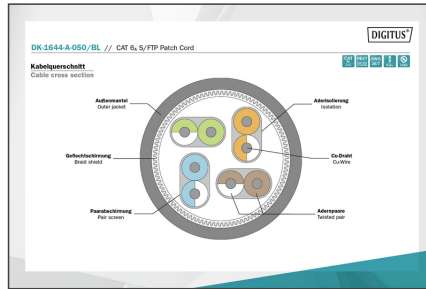 DIGITUS®
DK-1644-A-050/BL // CAT 6A S/FTP Patch Cord
Kabelquerschnitt
Cable cross section
Außenmantel
Outer jacket
Aderisolierung
Isolation
Geflechtschirmung
Braid shield
Cu-Draht
Cu-Wire
Paarabschirmung
Pair screen
Adernpaare
Twisted pair